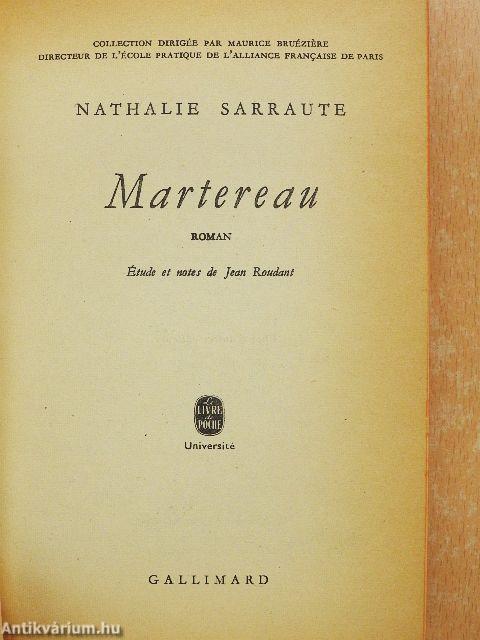 COLLECTION DIRIGÉE PAR MAURICE BRUÉZIÈRE
DIRECTEUR DE L'ÉCOLE PRATIQUE DE L'ALLIANCE FRANÇAISE DE PARIS
NATHALIE SARRAUTE
Martereau
ROMAN
Étude et notes de Jean Roudant
Le
LIVRE
de
POCHE
Université
GALLIMARD
Antikvárium.hu